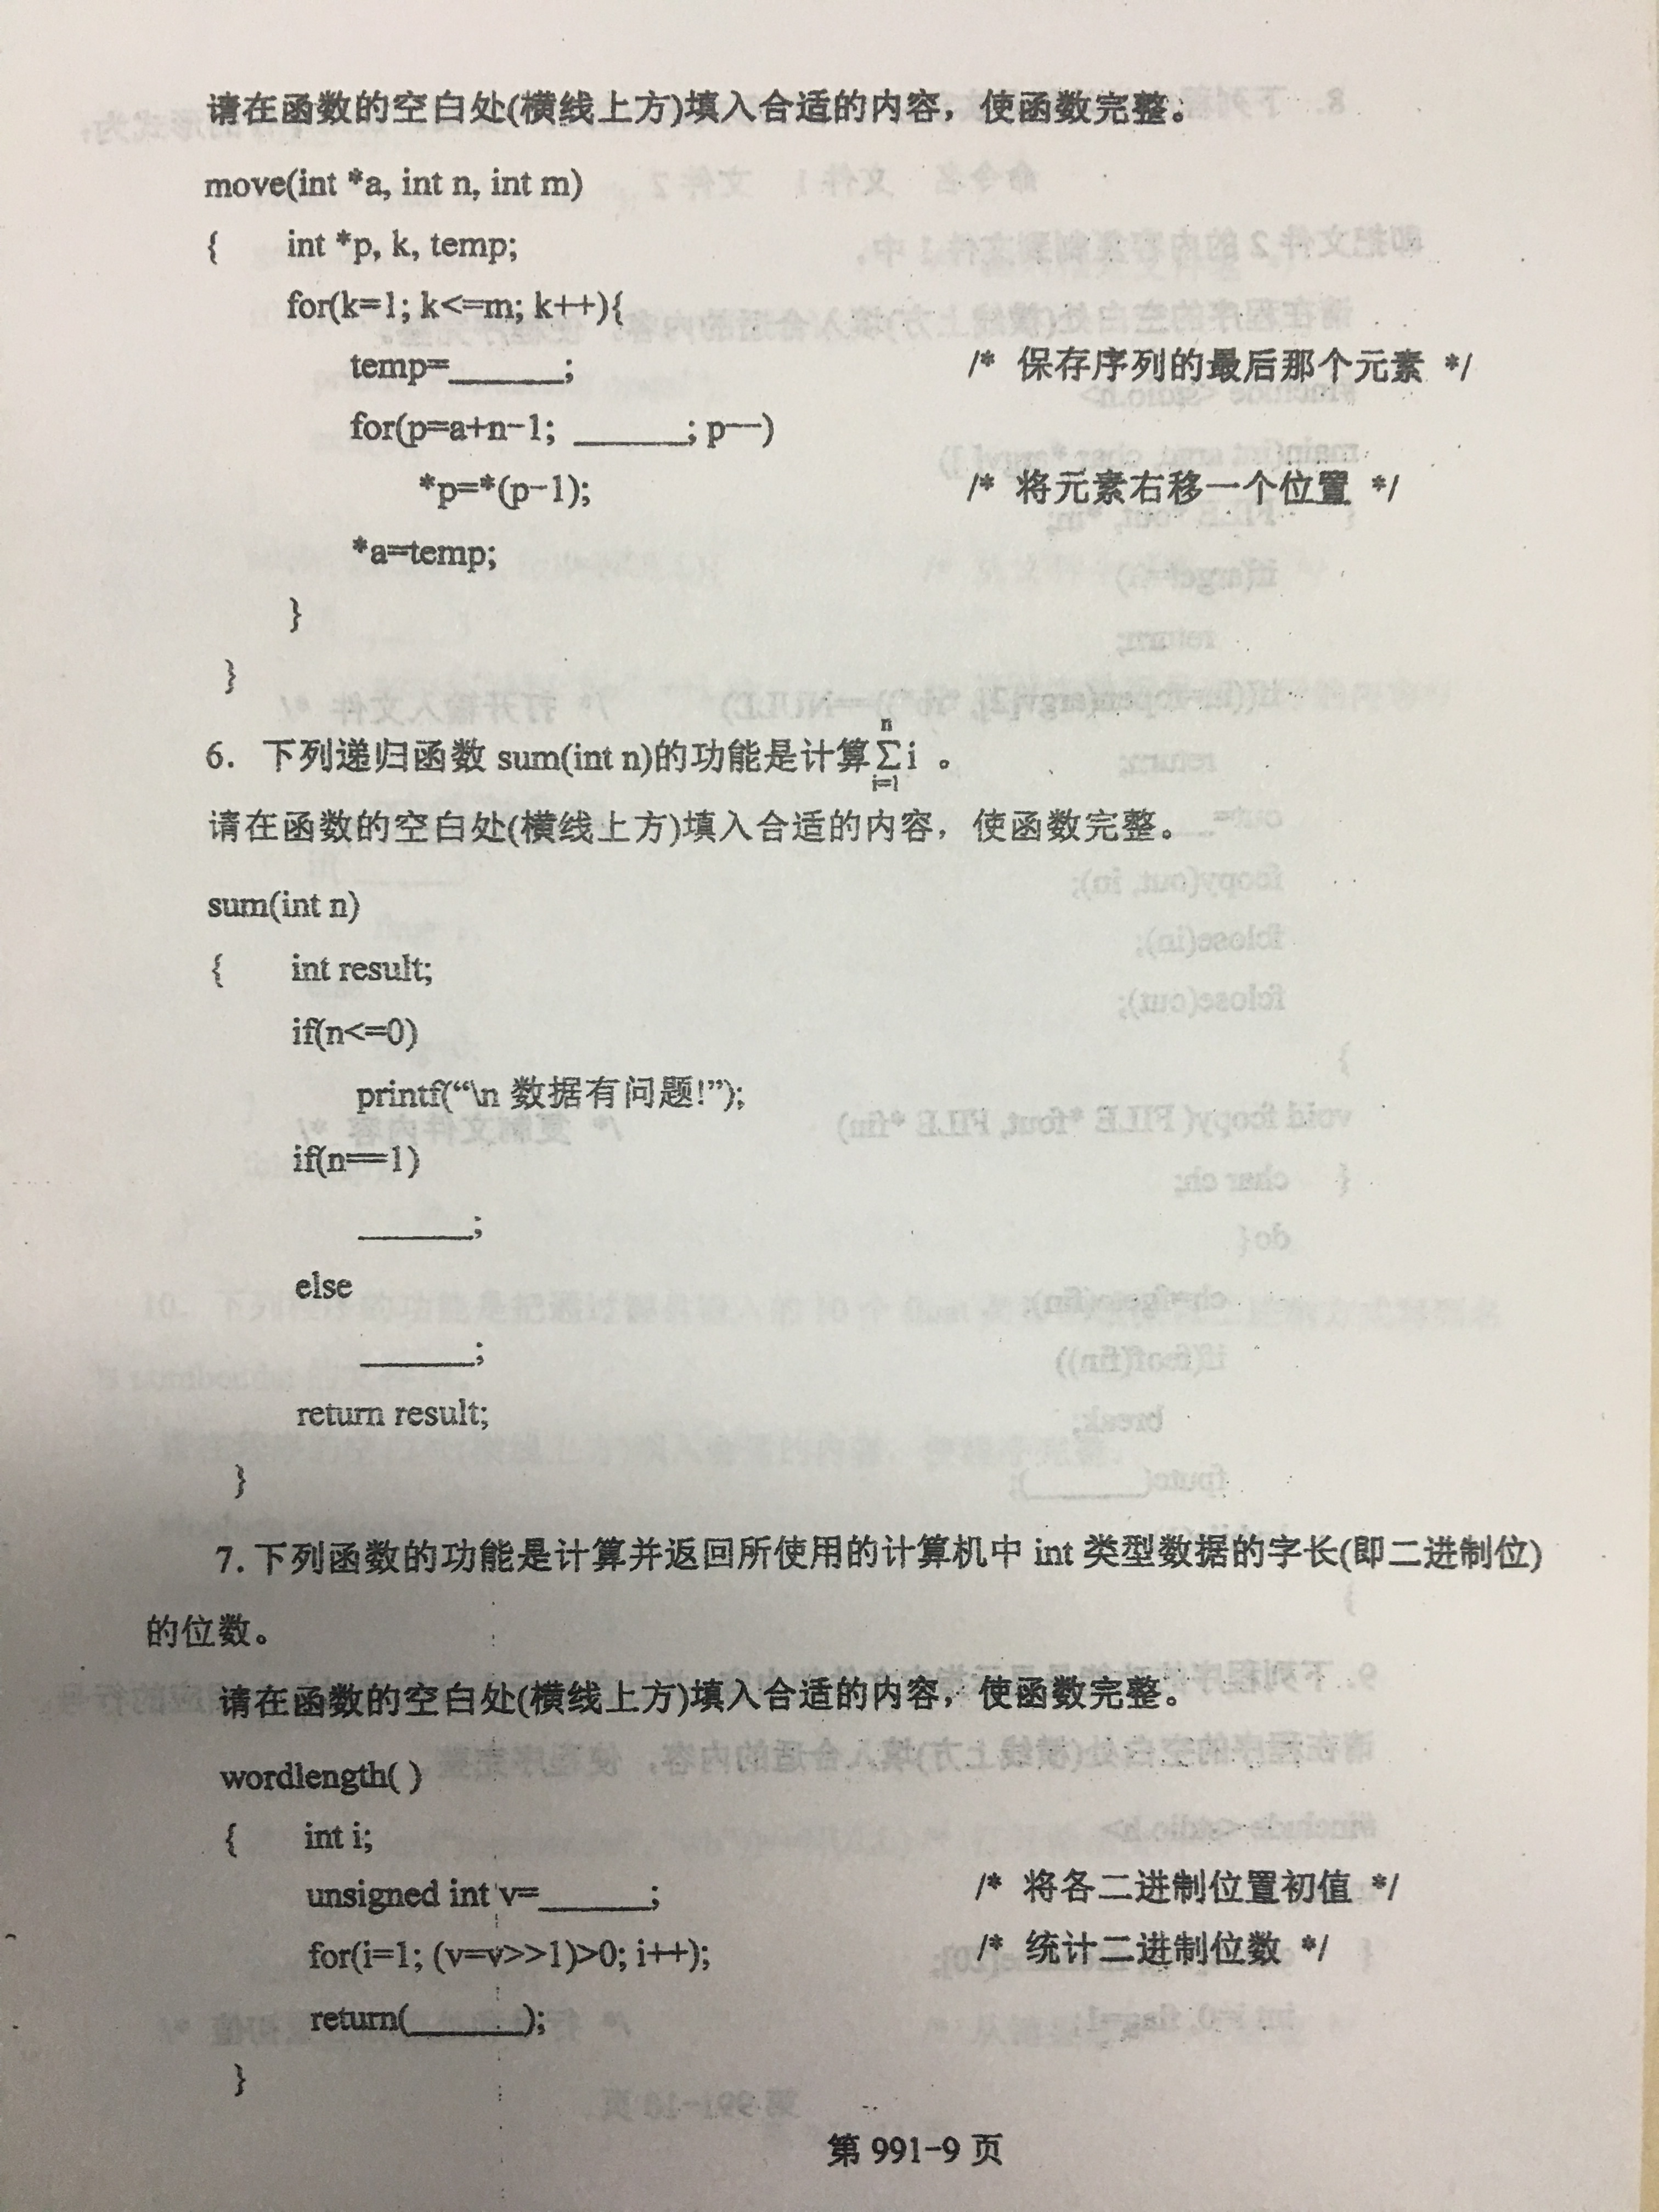 请在函数的空白处(横线上方)填入合适的内容，使函数完整。
move(int *a, int n, int m)
{ int *p, k, temp;
for(k=1; k<=m; k++){
temp=______; /* 保存序列的最后那个元素 */
for(p=a+n-1; ______; p--)
*p=*(p-1); /* 将元素右移一个位置 */
*a=temp;
}
}
6. 下列递归函数 sum(int n)的功能是计算 n∑i=1 i 。
请在函数的空白处(横线上方)填入合适的内容，使函数完整。
sum(int n)
{ int result;
if(n<=0)
printf(“\n 数据有问题!”);
if(n==1)
______;
else
______;
return result;
}
7. 下列函数的功能是计算并返回所使用的计算机中 int 类型数据的字长(即二进制位)
的位数。
请在函数的空白处(横线上方)填入合适的内容，使函数完整。
wordlength( )
{ int i;
unsigned int v=______; /* 将各二进制位置初值 */
for(i=1; (v=v>>1)>0; i++); /* 统计二进制位数 */
return(______);
}
第 991-9 页